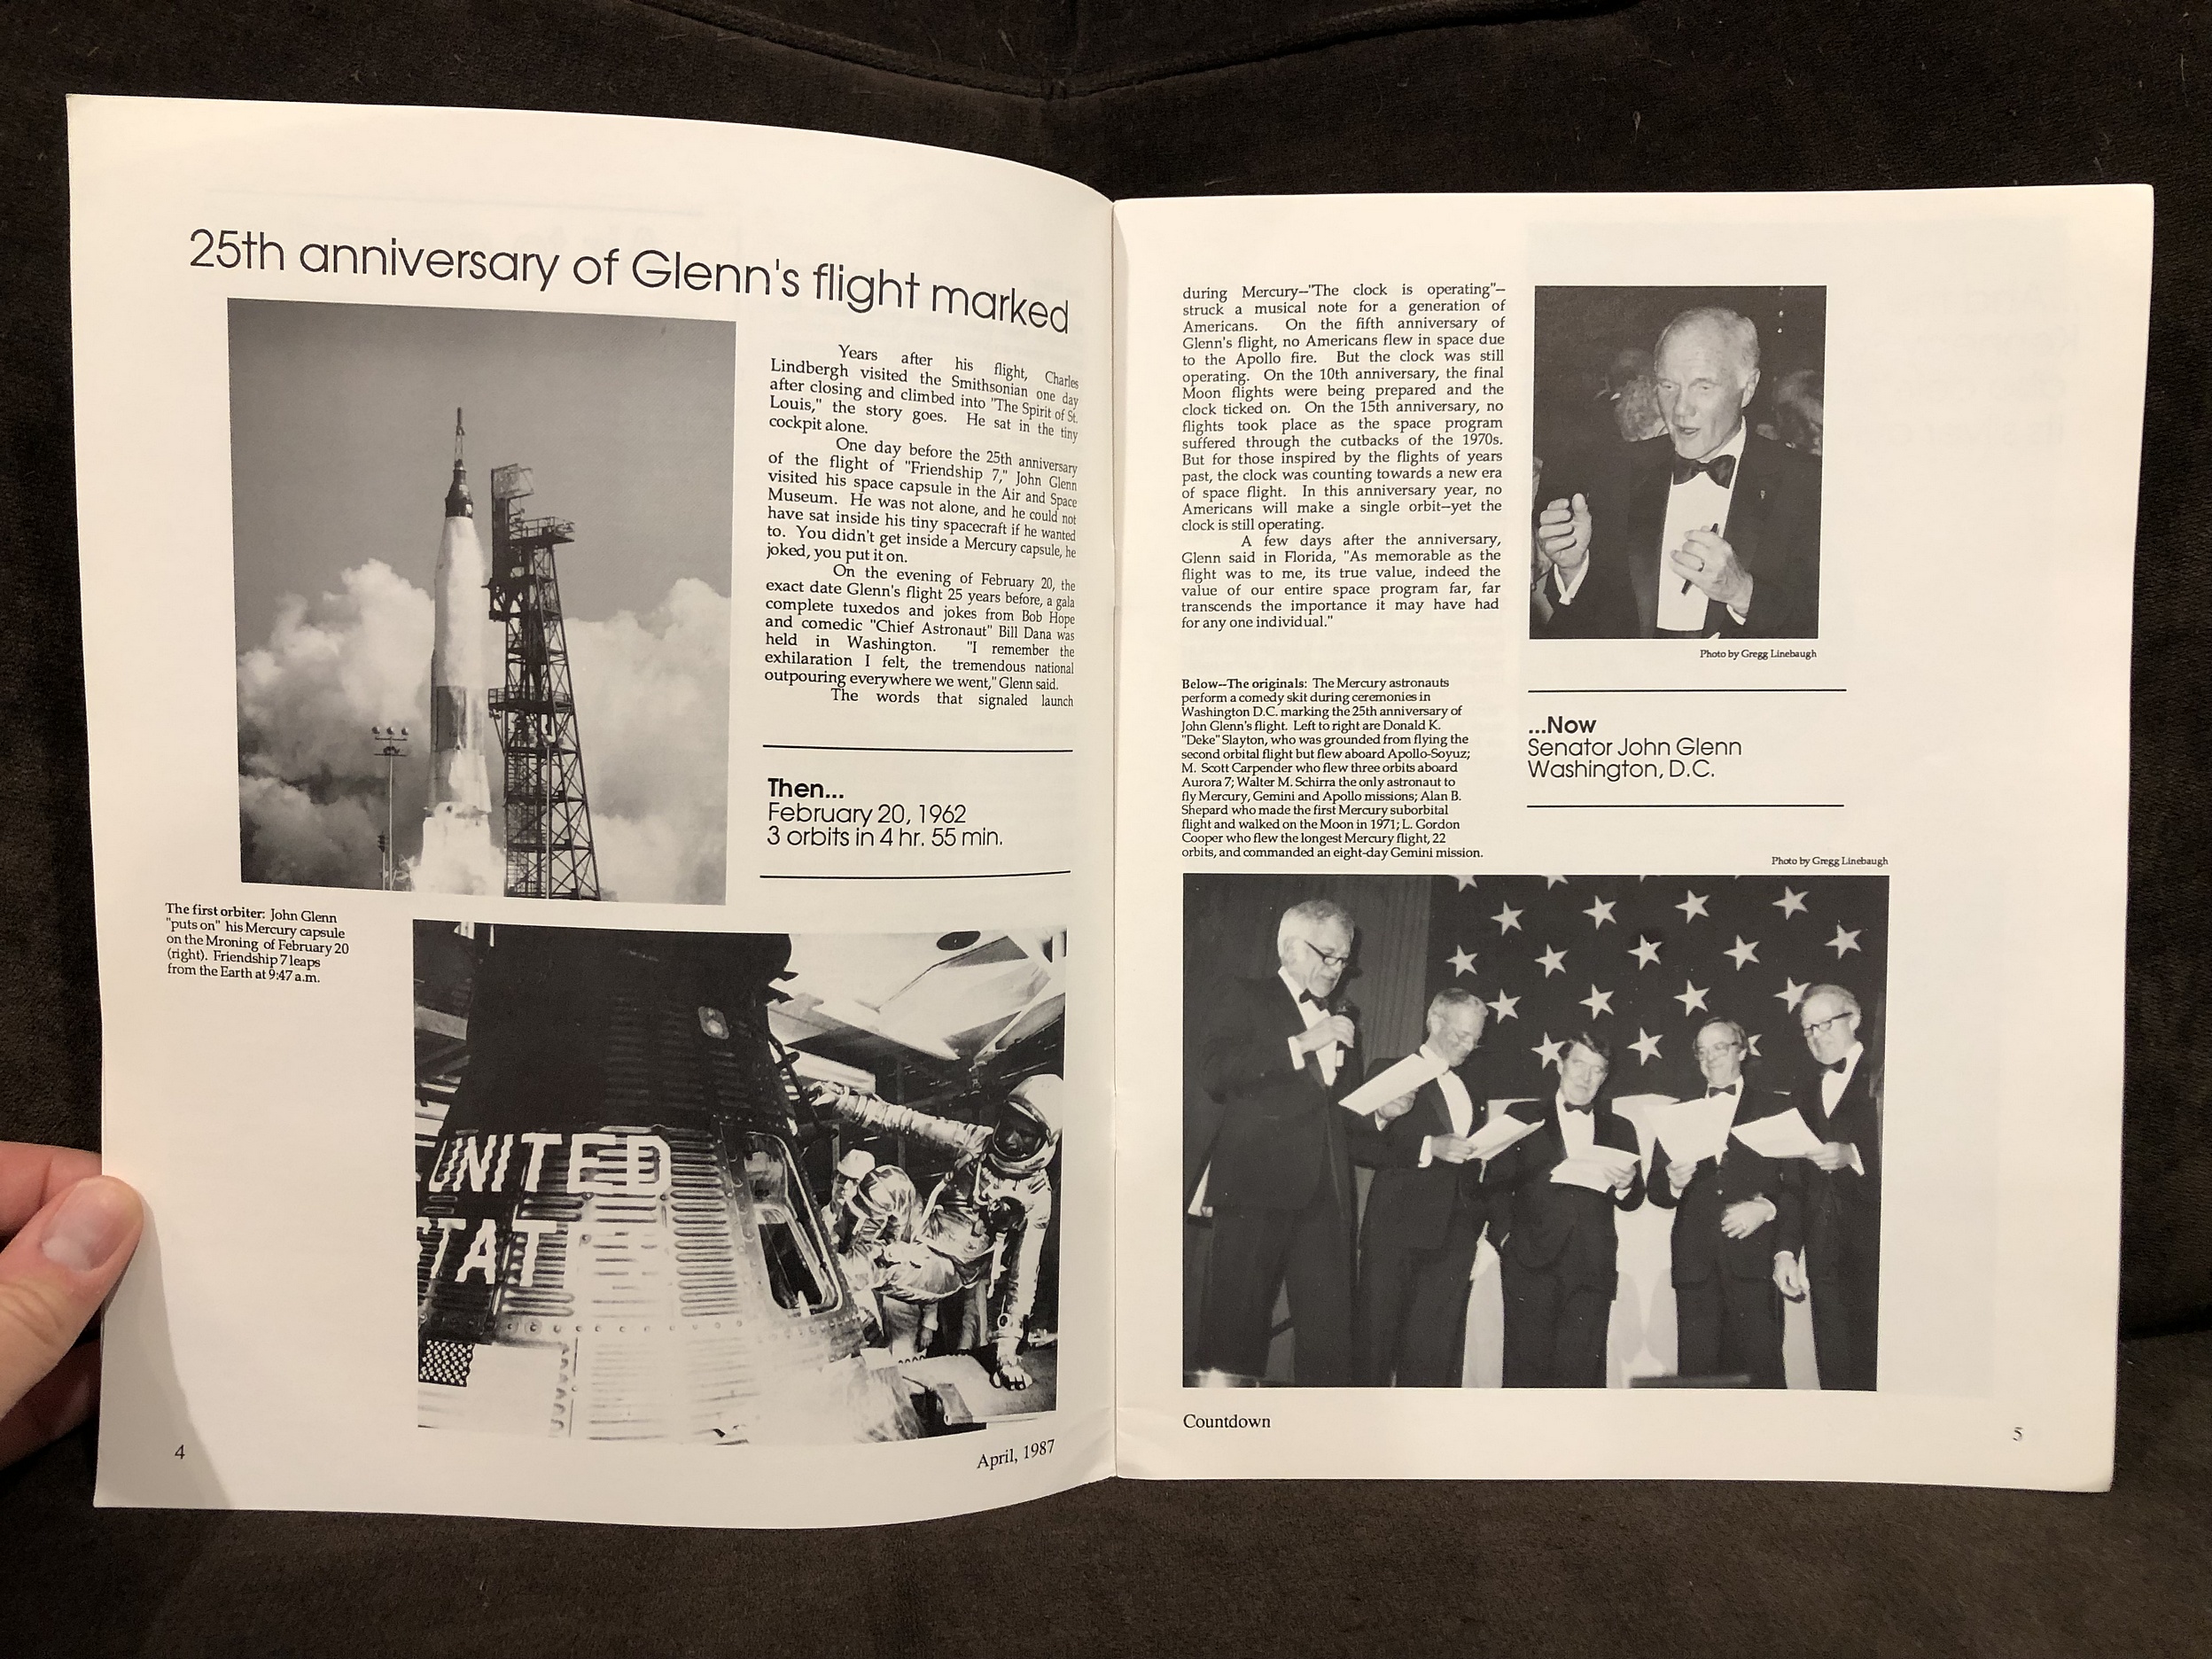 25th anniversary of Glenn's flight marked
Years after his flight, Charles
Lindbergh visited the Smithsonian one day
after closing and climbed into "The Spirit of St.
Louis," the story goes. He sat in the tiny
cockpit alone.
One day before the 25th anniversary
of the flight of "Friendship 7," John Glenn
visited his space capsule in the Air and Space
Museum. He was not alone, and he could not
have sat inside his tiny spacecraft if he wanted
to. You didn't get inside a Mercury capsule, he
joked, you put it on.
On the evening of February 20, the
exact date Glenn's flight 25 years before, a gala
complete tuxedos and jokes from Bob Hope
and comedic "Chief Astronaut" Bill Dana was
held in Washington. "I remember the
exhilaration I felt, the tremendous national
outpouring everywhere we went," Glenn said.
The words that signaled launch
Then...
February 20, 1962
3 orbits in 4 hr. 55 min.
The first orbiter: John Glenn
"puts on" his Mercury capsule
on the Mroning of February 20
(right). Friendship 7 leaps
from the Earth at 9:47 a.m.
UNITED
STAT
4
April, 1987
during Mercury--"The clock is operating"--
struck a musical note for a generation of
Americans. On the fifth anniversary of
Glenn's flight, no Americans flew in space due
to the Apollo fire. But the clock was still
operating. On the 10th anniversary, the final
Moon flights were being prepared and the
clock ticked on. On the 15th anniversary, no
flights took place as the space program
suffered through the cutbacks of the 1970s.
But for those inspired by the flights of years
past, the clock was counting towards a new era
of space flight. In this anniversary year, no
Americans will make a single orbit--yet the
clock is still operating.
A few days after the anniversary,
Glenn said in Florida, "As memorable as the
flight was to me, its true value, indeed the
value of our entire space program far, far
transcends the importance it may have had
for any one individual."
Photo by Gregg Linebaugh
Below--The originals: The Mercury astronauts
perform a comedy skit during ceremonies in
Washington D.C. marking the 25th anniversary of
John Glenn's flight. Left to right are Donald K.
"Deke" Slayton, who was grounded from flying the
second orbital flight but flew aboard Apollo-Soyuz;
M. Scott Carpender who flew three orbits aboard
Aurora 7; Walter M. Schirra the only astronaut to
fly Mercury, Gemini and Apollo missions; Alan B.
Shepard who made the first Mercury suborbital
flight and walked on the Moon in 1971; L. Gordon
Cooper who flew the longest Mercury flight, 22
orbits, and commanded an eight-day Gemini mission.
...Now
Senator John Glenn
Washington, D.C.
Photo by Gregg Linebaugh
Countdown
5